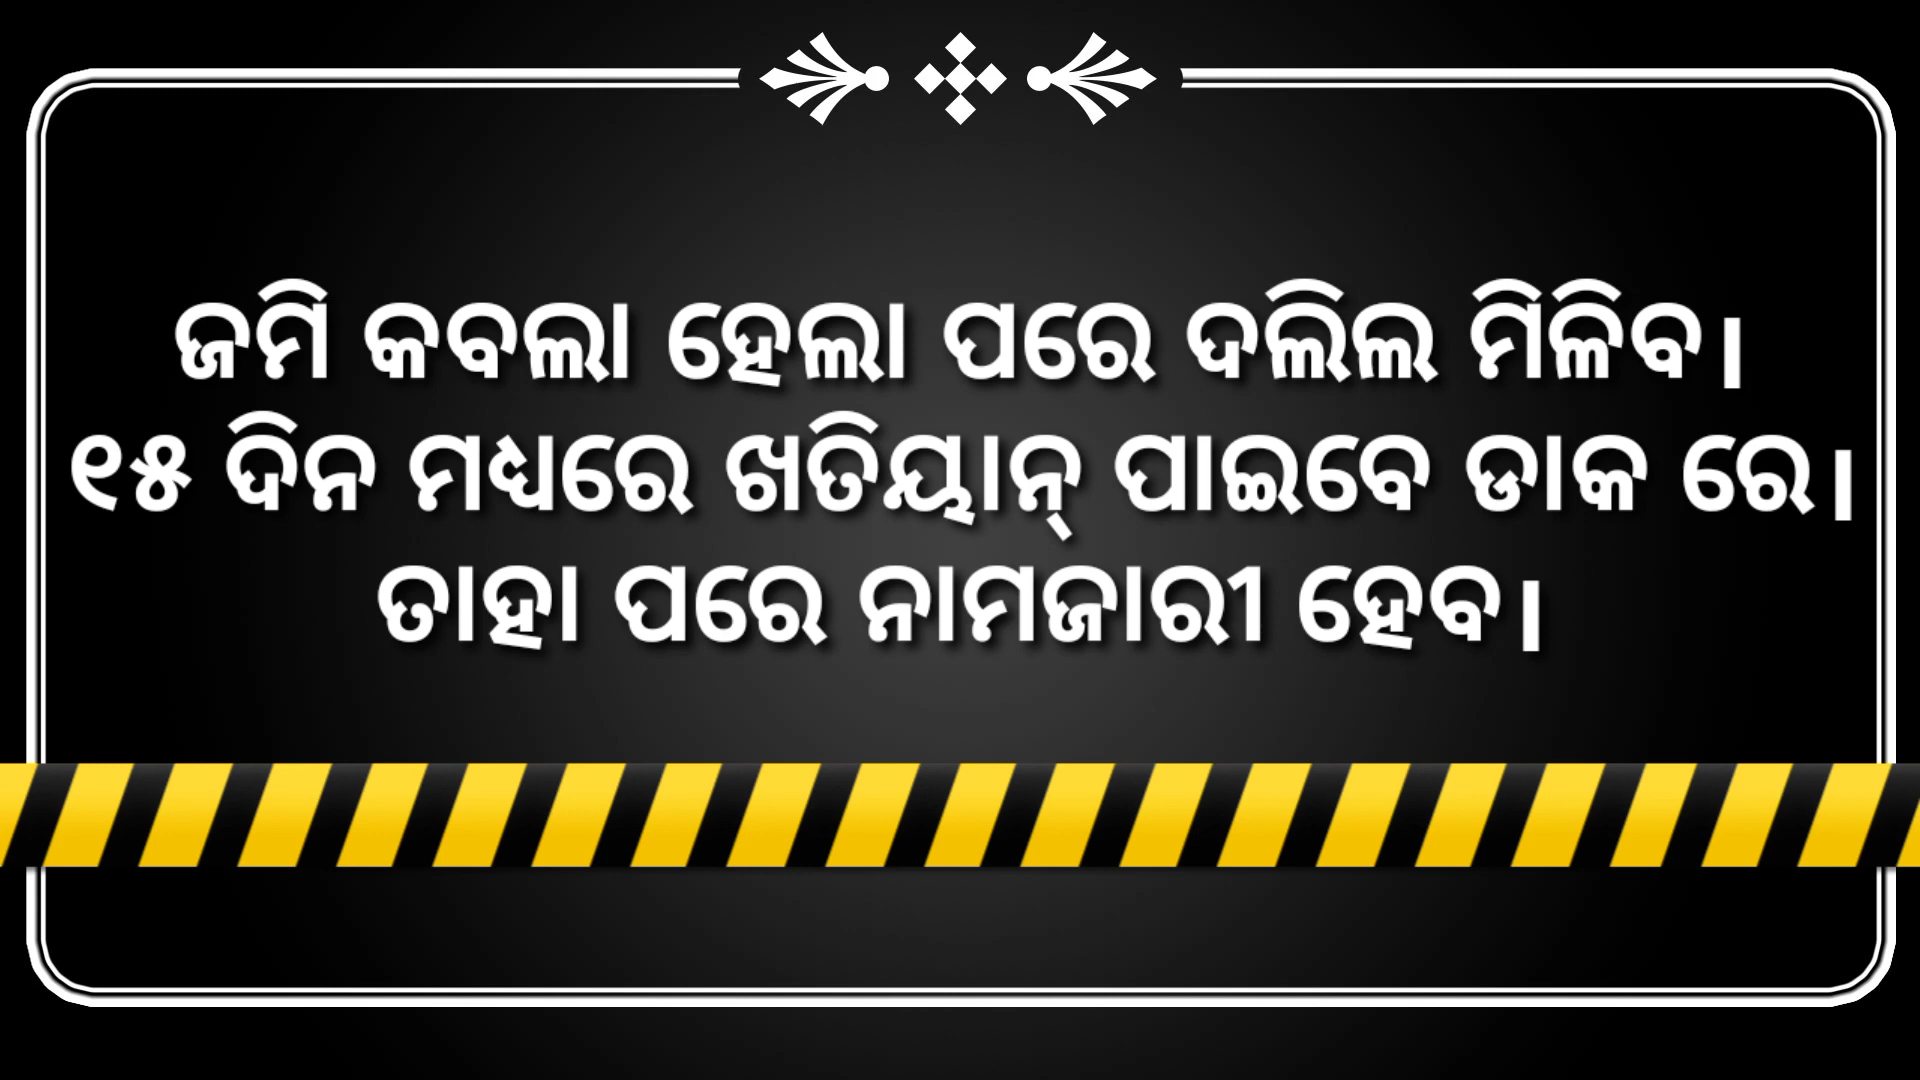 ଜମି କବଲା ହେଲା ପରେ ଦଲିଲ ମିଳିବ।
୧୫ ଦିନ ମଧ୍ୟରେ ଖତିୟାନ୍ ପାଇବେ ଡାକ ରେ।
ତାହା ପରେ ନାମଜାରୀ ହେବ।